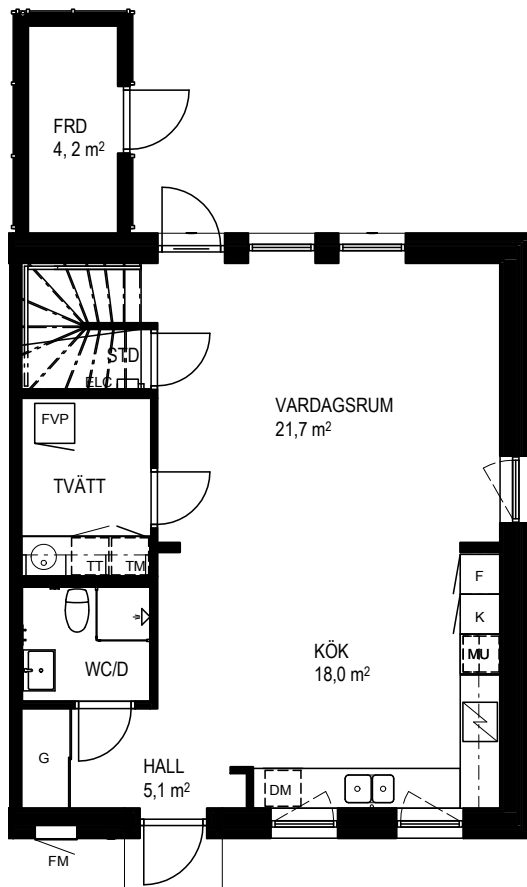 FRD
4, 2 m²
STD
ELC
VARDAGSRUM
21,7 m²
FVP
TVÄTT
TT
TM
F
K
MU
KÖK
18,0 m²
WC/D
G
HALL
5,1 m²
DM
FM